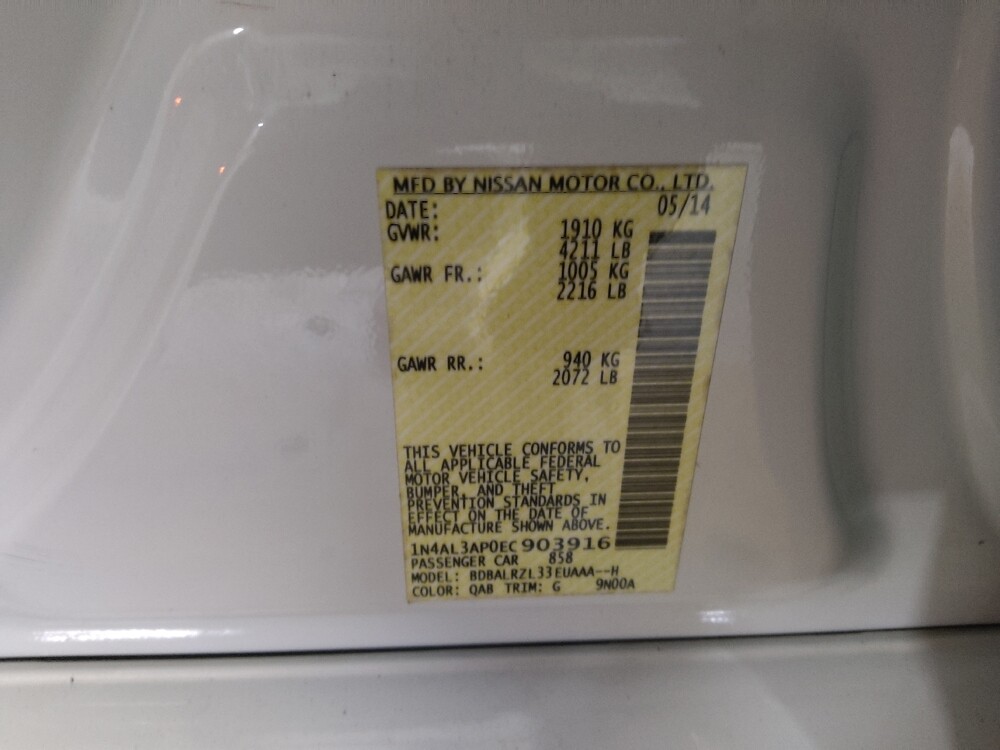 MFD BY NISSAN MOTOR CO., LTD.
DATE: 05/14
GVWR: 1910 KG
4211 LB
GAWR FR.: 1005 KG
2216 LB
GAWR RR.: 940 KG
2072 LB
THIS VEHICLE CONFORMS TO
ALL APPLICABLE FEDERAL
MOTOR VEHICLE SAFETY,
BUMPER, AND THEFT
PREVENTION STANDARDS IN
EFFECT ON THE DATE OF
MANUFACTURE SHOWN ABOVE.
1N4AL3AP0EC903916
PASSENGER CAR 858
MODEL: BDBALRZL33EUAAA--H
COLOR: QAB TRIM: G 9N00A